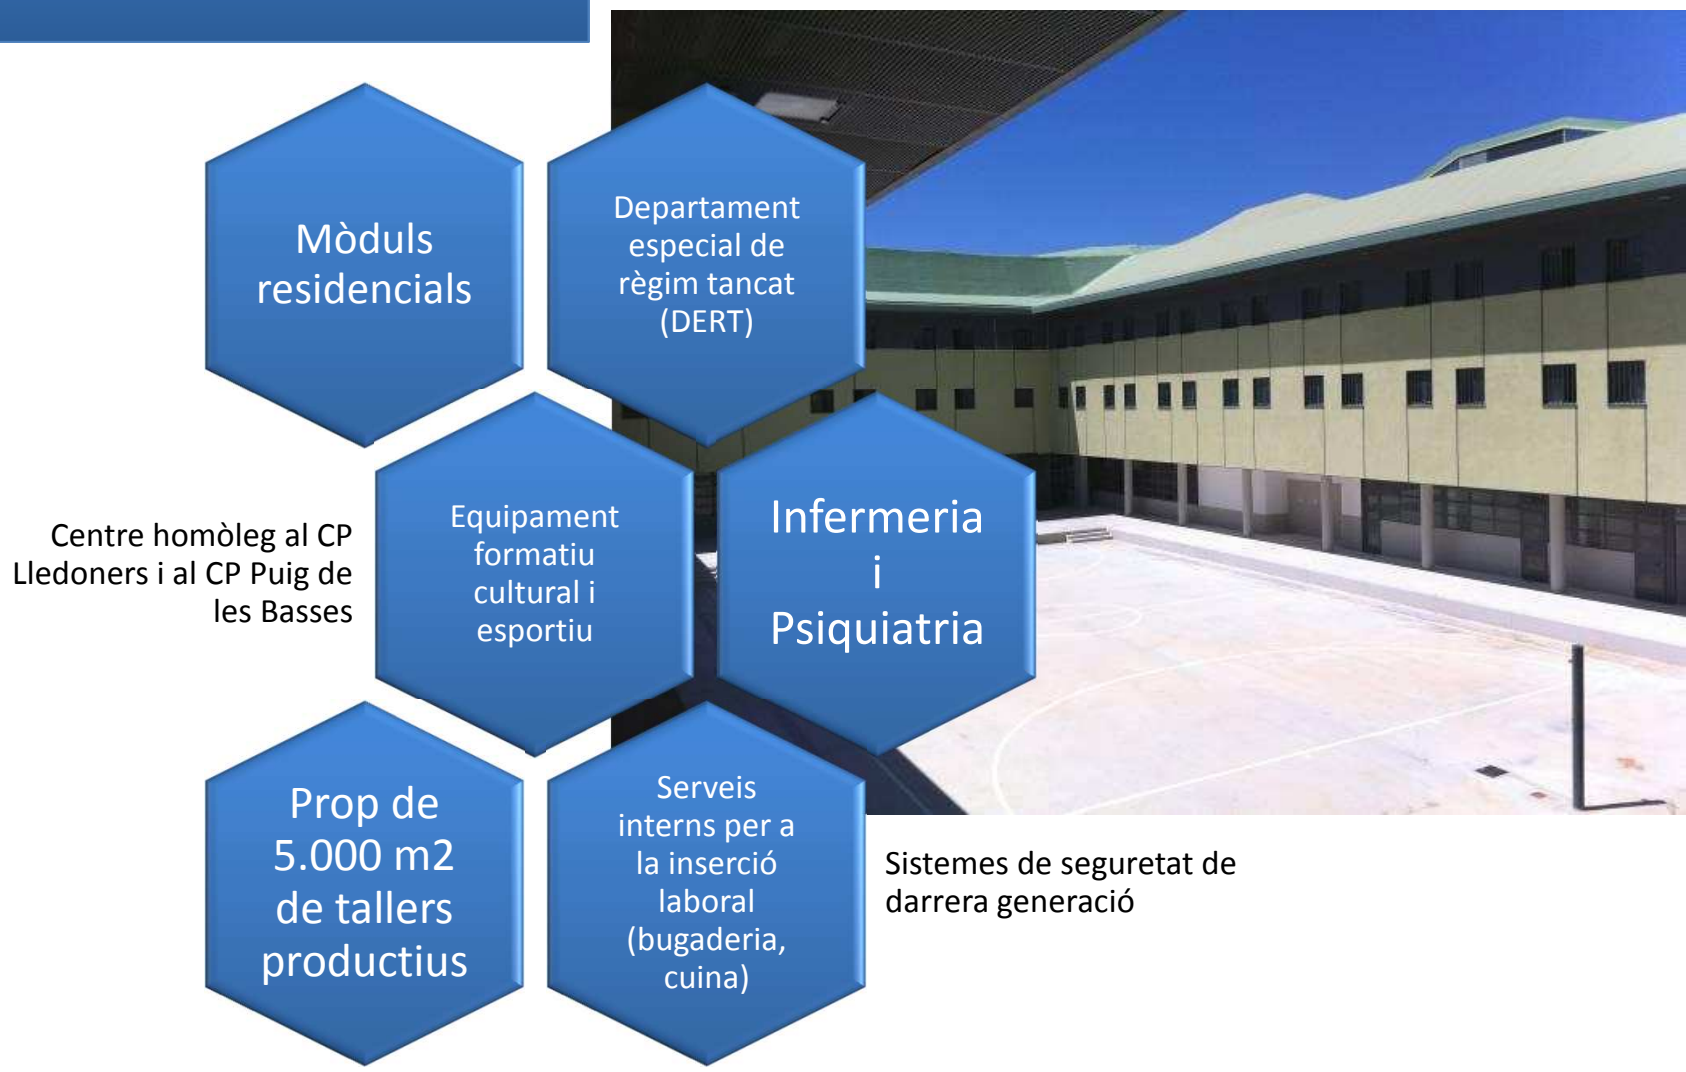 Mòduls
residencials
Departament
especial de
règim tancat
(DERT)
Centre homòleg al CP
Lledoners i al CP Puig de
les Basses
Equipament
formatiu
cultural i
esportiu
Infermeria
i
Psiquiatria
Prop de
5.000 m2
de tallers
productius
Serveis
interns per a
la inserció
laboral
(bugaderia,
cuina)
Sistemes de seguretat de
darrera generació